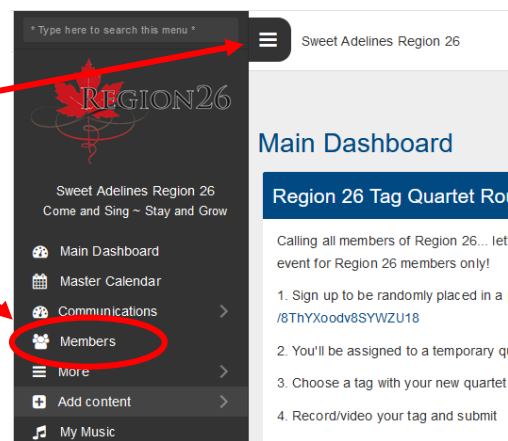 * Type here to search this menu *
Sweet Adelines Region 26
REGION26
Sweet Adelines Region 26
Come and Sing ~ Stay and Grow
Main Dashboard
Master Calendar
Communications
Members
More
Add content
My Music
Main Dashboard
Region 26 Tag Quartet
Calling all members of Region 26... let
event for Region 26 members only!
1. Sign up to be randomly placed in a
/8ThYXoodv8SYWZU18
2. You'll be assigned to a temporary
3. Choose a tag with your new quartet
4. Record/video your tag and submit